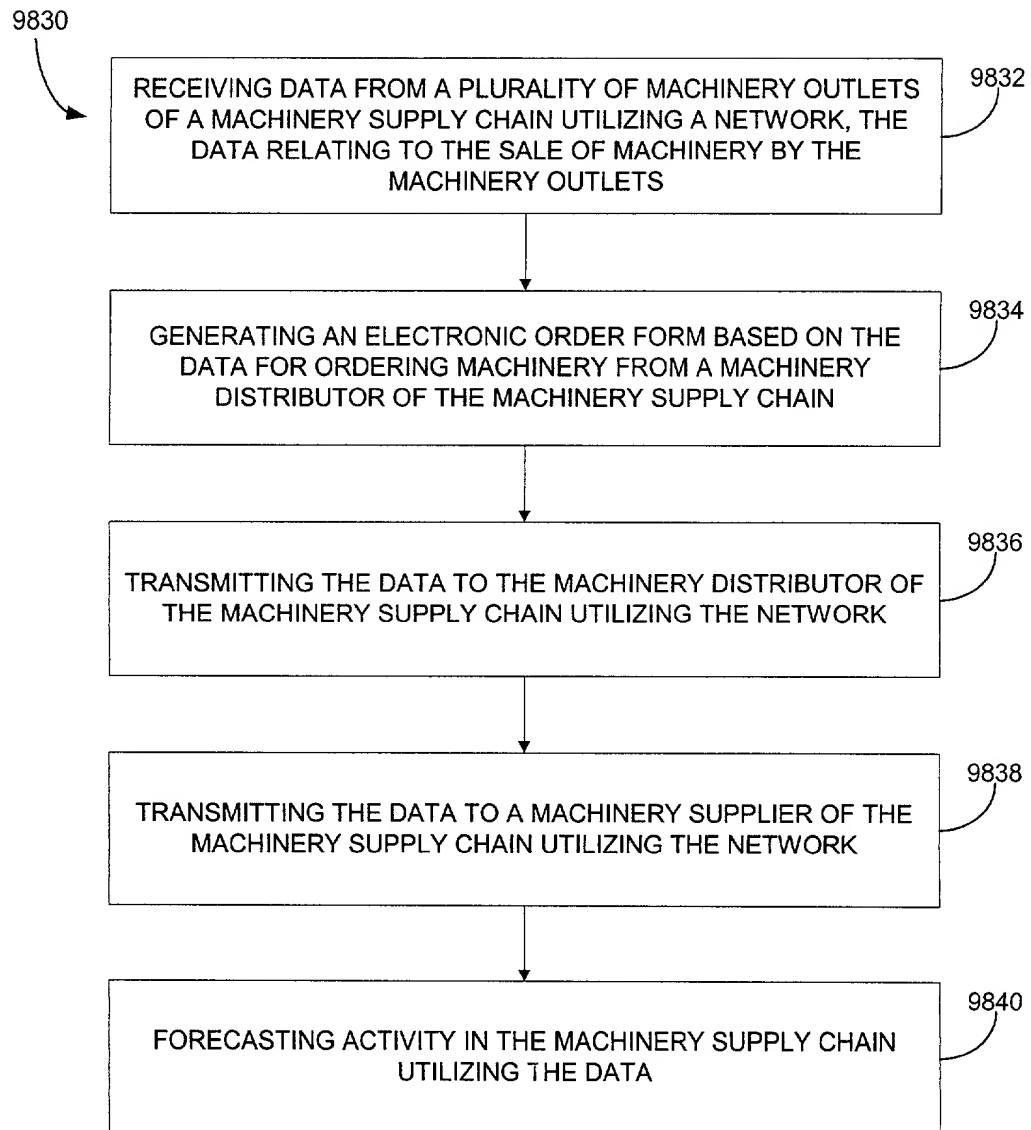 9830
RECEIVING DATA FROM A PLURALITY OF MACHINERY OUTLETS
OF A MACHINERY SUPPLY CHAIN UTILIZING A NETWORK, THE
DATA RELATING TO THE SALE OF MACHINERY BY THE
MACHINERY OUTLETS
9832
GENERATING AN ELECTRONIC ORDER FORM BASED ON THE
DATA FOR ORDERING MACHINERY FROM A MACHINERY
DISTRIBUTOR OF THE MACHINERY SUPPLY CHAIN
9834
TRANSMITTING THE DATA TO THE MACHINERY DISTRIBUTOR OF
THE MACHINERY SUPPLY CHAIN UTILIZING THE NETWORK
9836
TRANSMITTING THE DATA TO A MACHINERY SUPPLIER OF THE
MACHINERY SUPPLY CHAIN UTILIZING THE NETWORK
9838
FORECASTING ACTIVITY IN THE MACHINERY SUPPLY CHAIN
UTILIZING THE DATA
9840